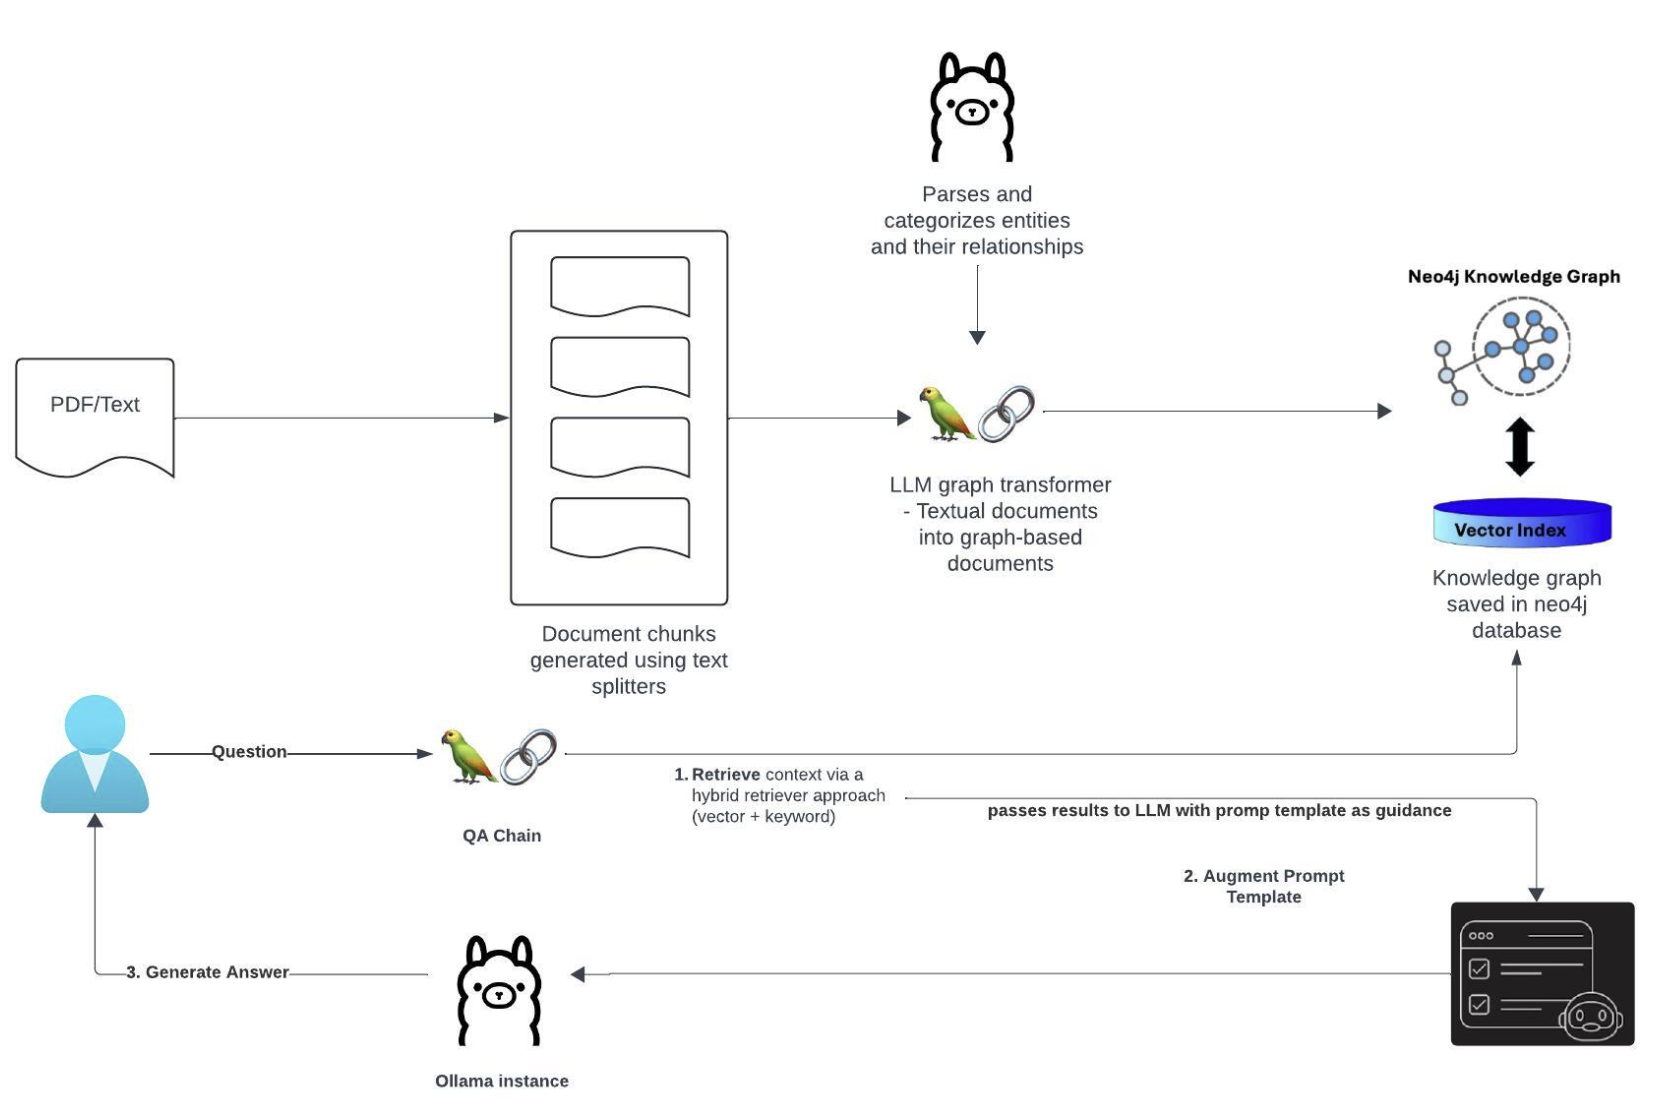 Parses and
categorizes entities
and their relationships
Neo4j Knowledge Graph
PDF/Text
LLM graph transformer
- Textual documents
into graph-based
documents
Vector Index
Knowledge graph
saved in neo4j
database
Document chunks
generated using text
splitters
Question
QA Chain
1. Retrieve context via a
hybrid retriever approach
(vector + keyword)
passes results to LLM with promp template as guidance
2. Augment Prompt
Template
3. Generate Answer
Ollama instance